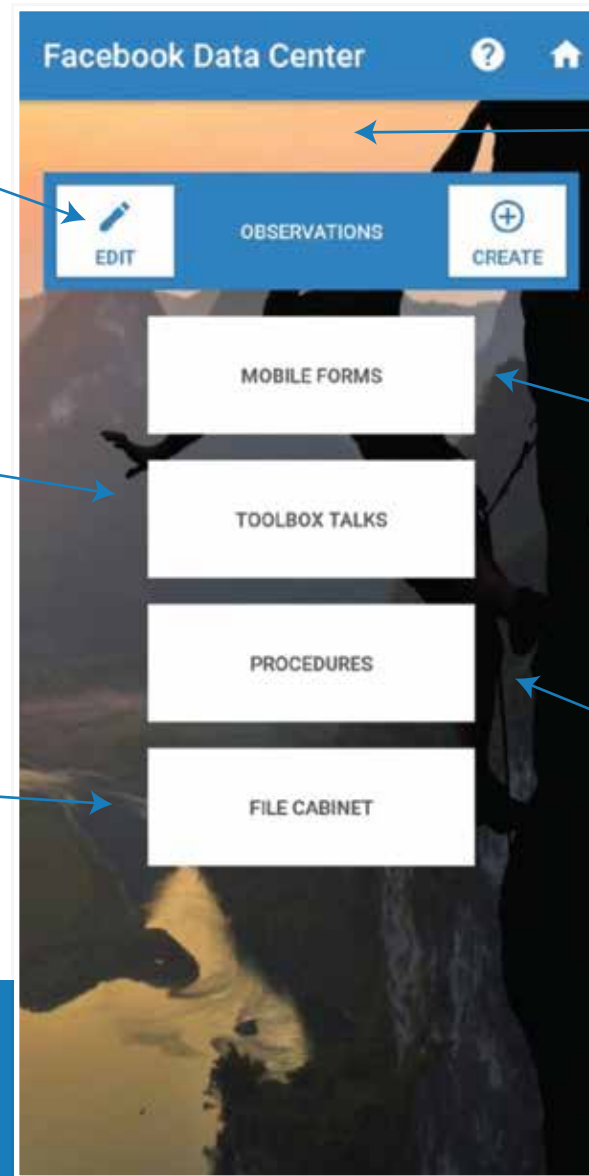 Facebook Data Center
EDIT
OBSERVATIONS
CREATE
MOBILE FORMS
TOOLBOX TALKS
PROCEDURES
FILE CABINET